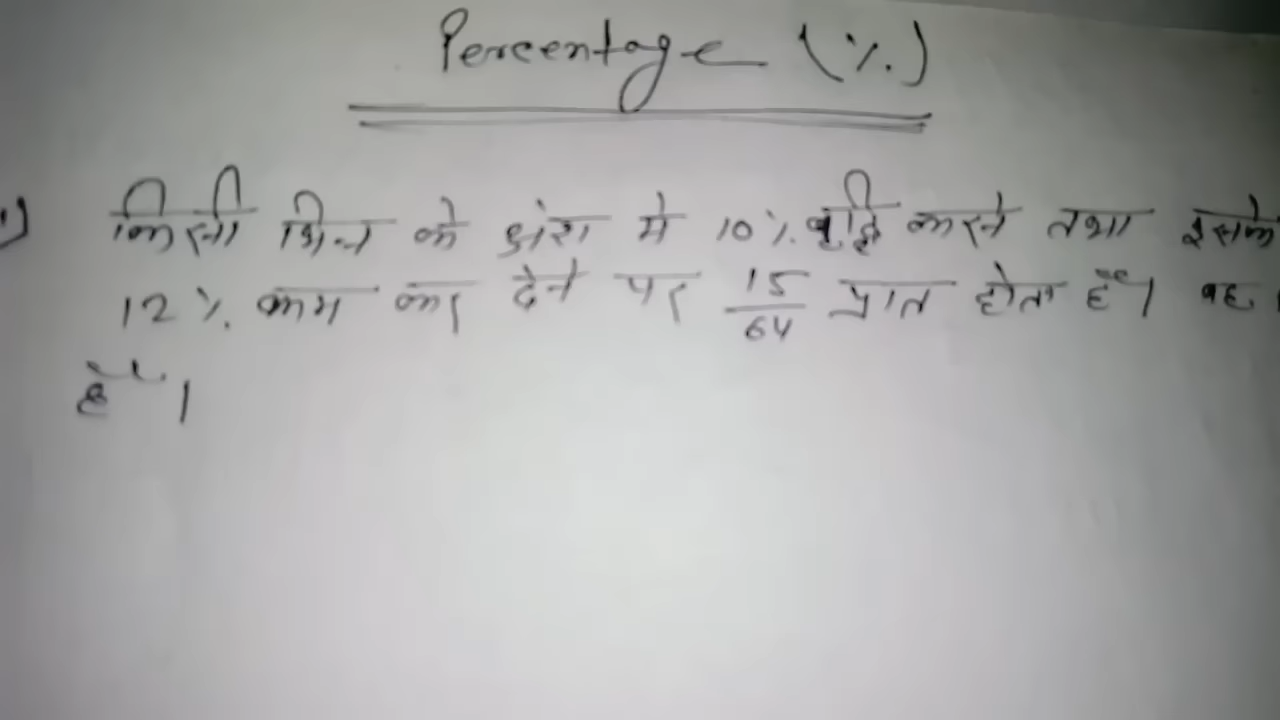 Percentage (%)
1) किसी भिन्न के अंश मे 10%. वृद्धि करने तथा इसके
12%. कम कर देने पर 15/64 प्रात होता हैं। वह
हैं।